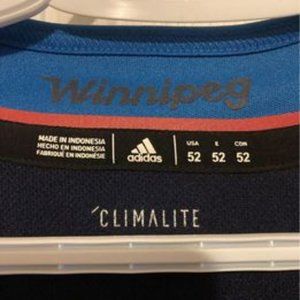 Winnipeg
MADE IN INDONESIA
HECHO EN INDONESIA
FABRIQUÉ EN INDONÉSIE
adidas
USA E CDN
52 52 52
CLIMALITE